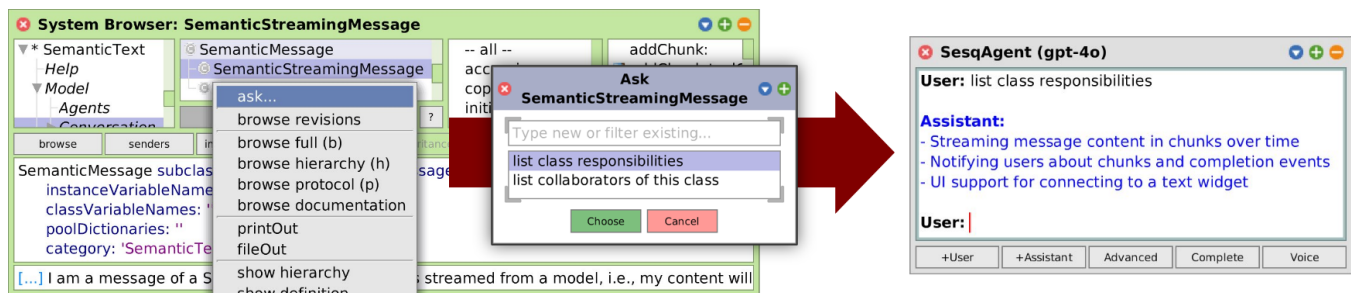 System Browser: SemanticStreamingMessage
* SemanticText
Help
Model
Agents
Conversation
SemanticMessage
SemanticStreamingMessage
-- all --
addChunk:
ask...
browse revisions
browse full (b)
browse hierarchy (h)
browse protocol (p)
browse documentation
printOut
fileOut
show hierarchy
show definition
?
browse
senders
SemanticMessage
poolDictionaries: ''
classVariableNames: '
category:
[...] I am a message of a
streamed from a model, i.e., my content will
Ask
SemanticStreamingMessage
Type new or filter existing...
list class responsibilities
list collaborators of this class
Choose
Cancel
SesqAgent (gpt-4o)
User: list class responsibilities
Assistant:
- Streaming message content in chunks over time
- Notifying users about chunks and completion events
- UI support for connecting to a text widget
User:
+User
+Assistant
Advanced
Complete
Voice